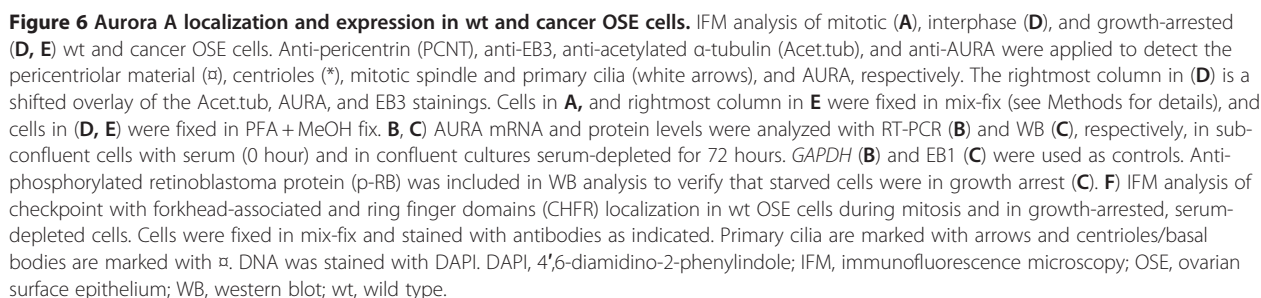 Figure 6 Aurora A localization and expression in wt and cancer OSE cells. IFM analysis of mitotic (A), interphase (D), and growth-arrested
(D, E) wt and cancer OSE cells. Anti-pericentrin (PCNT), anti-EB3, anti-acetylated α-tubulin (Acet.tub), and anti-AURA were applied to detect the
pericentriolar material (¤), centrioles (*), mitotic spindle and primary cilia (white arrows), and AURA, respectively. The rightmost column in (D) is a
shifted overlay of the Acet.tub, AURA, and EB3 stainings. Cells in A, and rightmost column in E were fixed in mix-fix (see Methods for details), and
cells in (D, E) were fixed in PFA + MeOH fix. B, C) AURA mRNA and protein levels were analyzed with RT-PCR (B) and WB (C), respectively, in sub-
confluent cells with serum (0 hour) and in confluent cultures serum-depleted for 72 hours. GAPDH (B) and EB1 (C) were used as controls. Anti-
phosphorylated retinoblastoma protein (p-RB) was included in WB analysis to verify that starved cells were in growth arrest (C). F) IFM analysis of
checkpoint with forkhead-associated and ring finger domains (CHFR) localization in wt OSE cells during mitosis and in growth-arrested, serum-
depleted cells. Cells were fixed in mix-fix and stained with antibodies as indicated. Primary cilia are marked with arrows and centrioles/basal
bodies are marked with ¤. DNA was stained with DAPI. DAPI, 4′,6-diamidino-2-phenylindole; IFM, immunofluorescence microscopy; OSE, ovarian
surface epithelium; WB, western blot; wt, wild type.